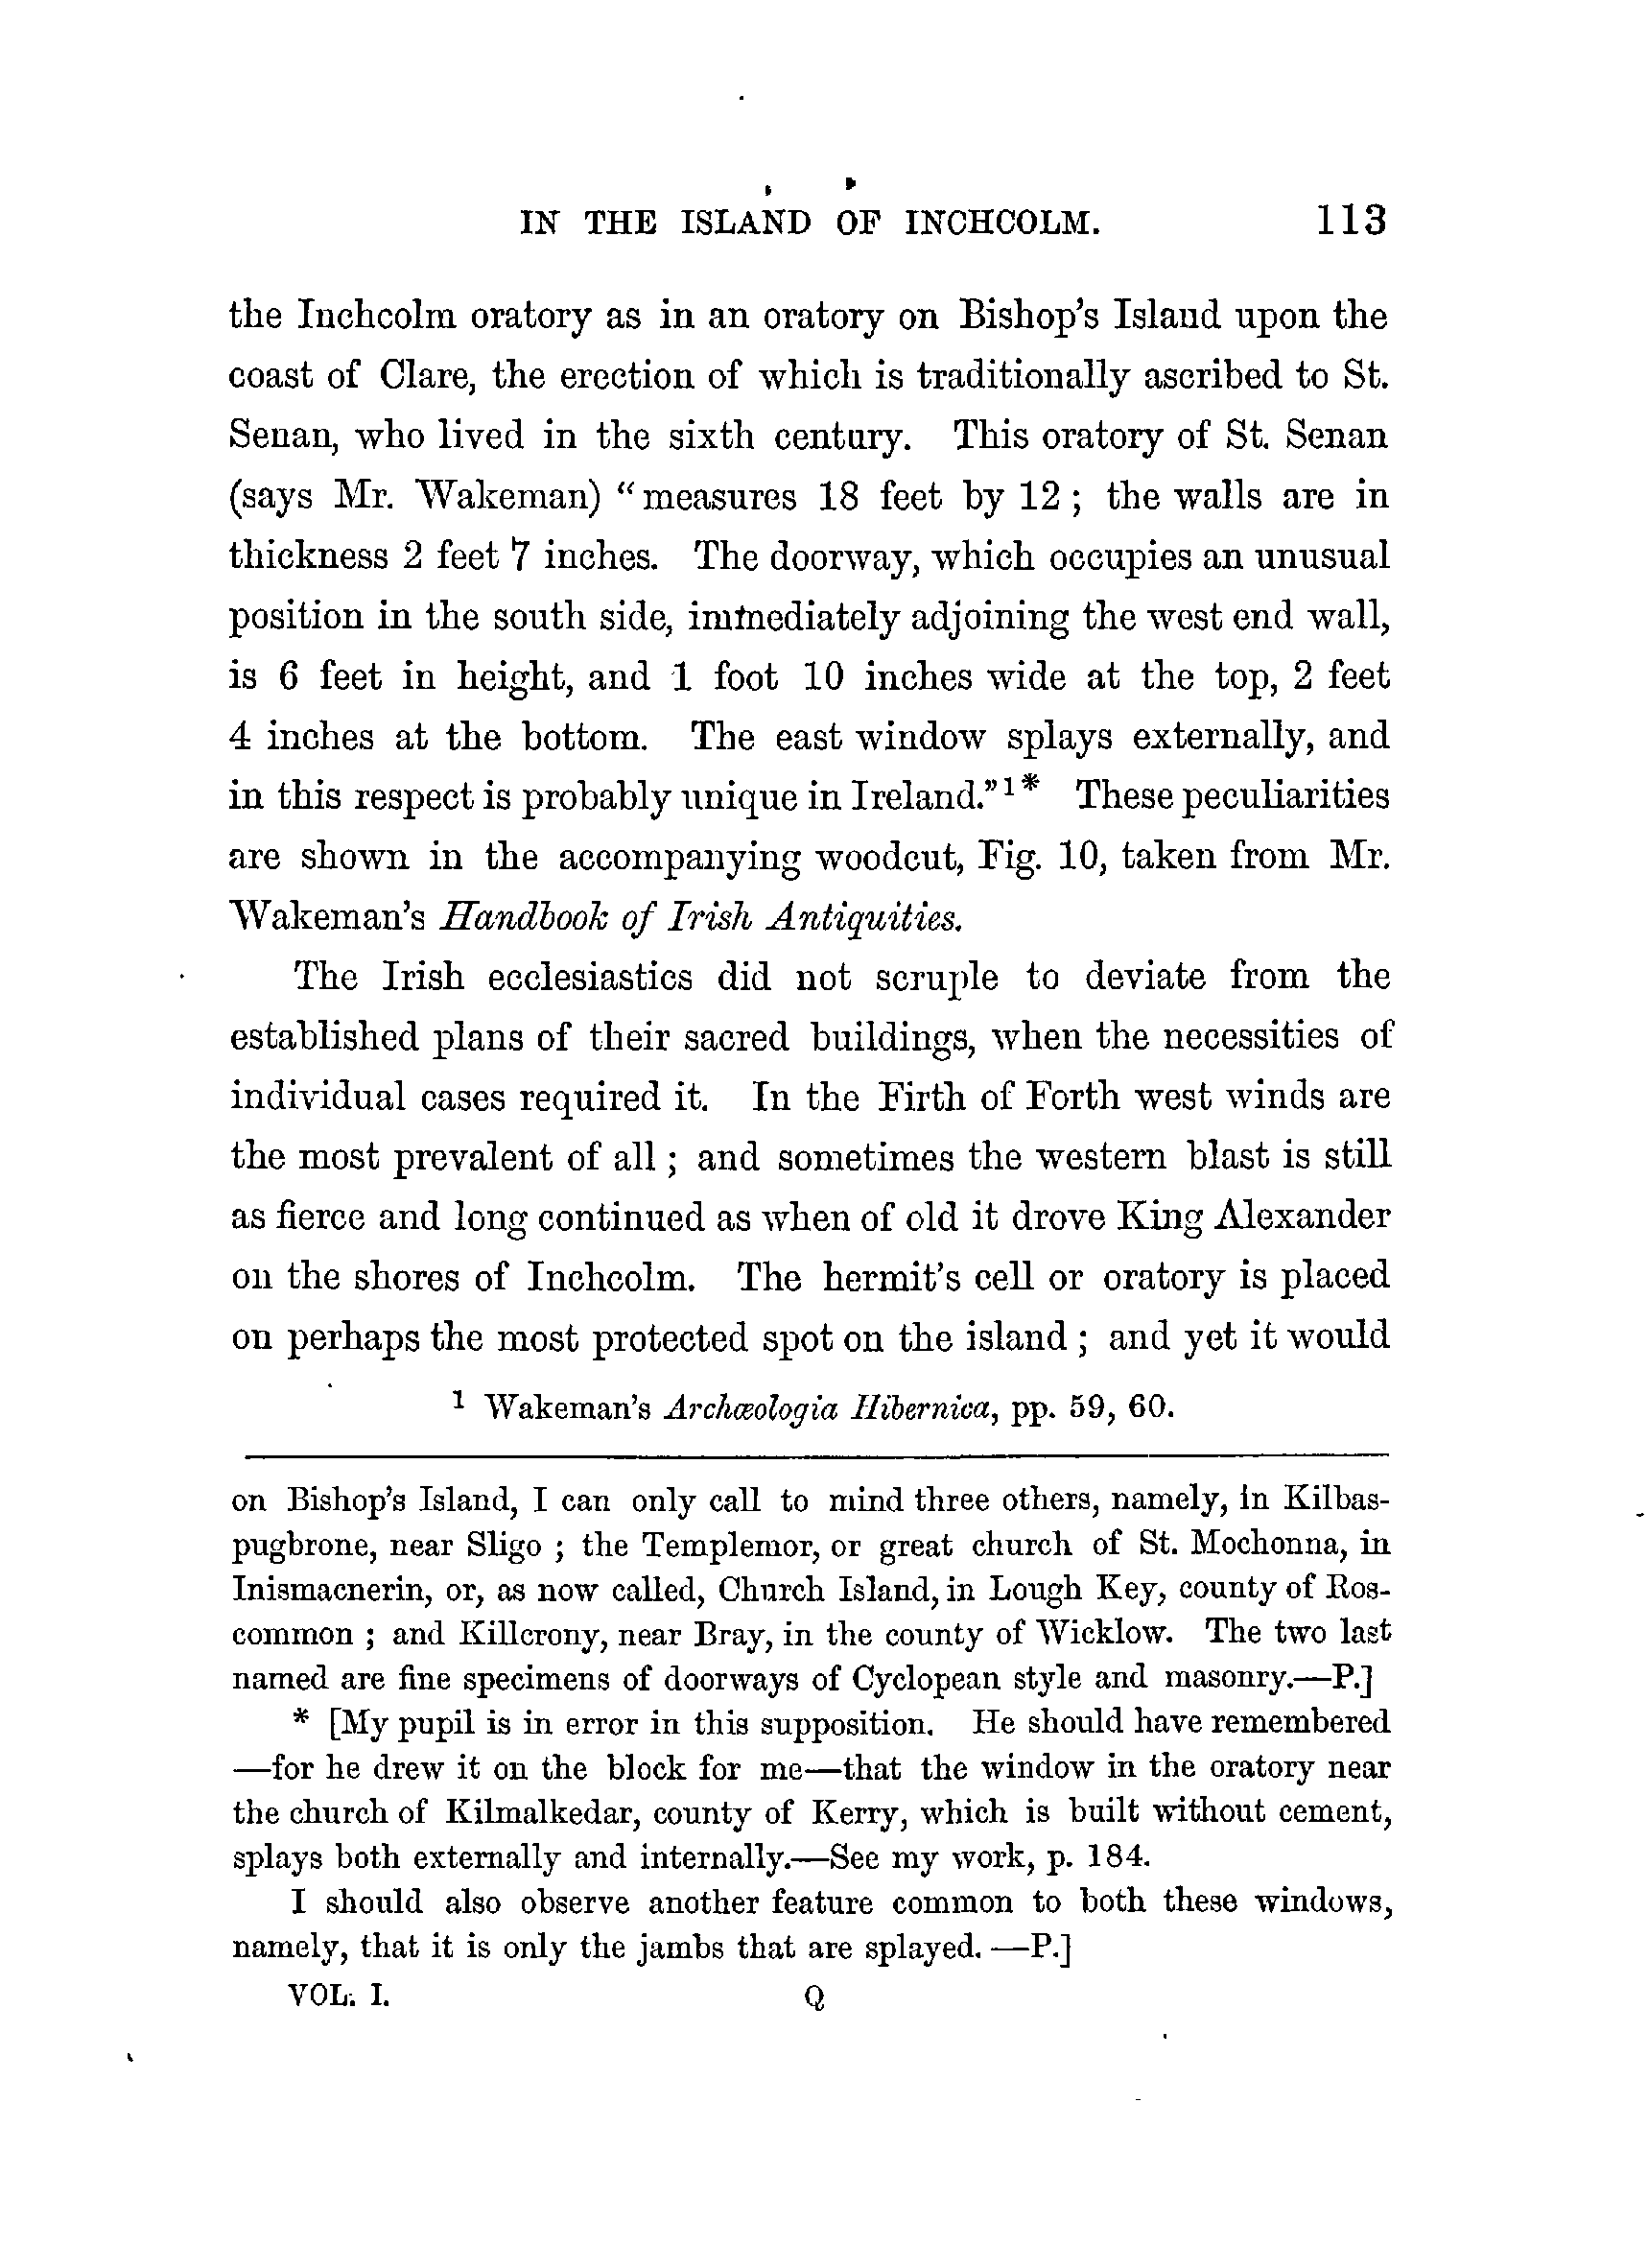 IN THE ISLAND OF INCHCOLM. 113
the Inchcolm oratory as in an oratory on Bishop's Island upon the
coast of Clare, the erection of which is traditionally ascribed to St.
Senan, who lived in the sixth century. This oratory of St. Senan
(says Mr. Wakeman) “measures 18 feet by 12; the walls are in
thickness 2 feet 7 inches. The doorway, which occupies an unusual
position in the south side, immediately adjoining the west end wall,
is 6 feet in height, and 1 foot 10 inches wide at the top, 2 feet
4 inches at the bottom. The east window splays externally, and
in this respect is probably unique in Ireland.”¹* These peculiarities
are shown in the accompanying woodcut, Fig. 10, taken from Mr.
Wakeman's Handbook of Irish Antiquities.
The Irish ecclesiastics did not scruple to deviate from the
established plans of their sacred buildings, when the necessities of
individual cases required it. In the Firth of Forth west winds are
the most prevalent of all; and sometimes the western blast is still
as fierce and long continued as when of old it drove King Alexander
on the shores of Inchcolm. The hermit's cell or oratory is placed
on perhaps the most protected spot on the island; and yet it would
¹ Wakeman's Archæologia Hibernica, pp. 59, 60.
on Bishop's Island, I can only call to mind three others, namely, in Kilbas-
pugbrone, near Sligo; the Templemor, or great church of St. Mochonna, in
Inismacnerin, or, as now called, Church Island, in Lough Key, county of Ros-
common; and Killcrony, near Bray, in the county of Wicklow. The two last
named are fine specimens of doorways of Cyclopean style and masonry.—P.]
* [My pupil is in error in this supposition. He should have remembered
—for he drew it on the block for me—that the window in the oratory near
the church of Kilmalkedar, county of Kerry, which is built without cement,
splays both externally and internally.—See my work, p. 184.
I should also observe another feature common to both these windows,
namely, that it is only the jambs that are splayed.—P.]
VOL. I. Q